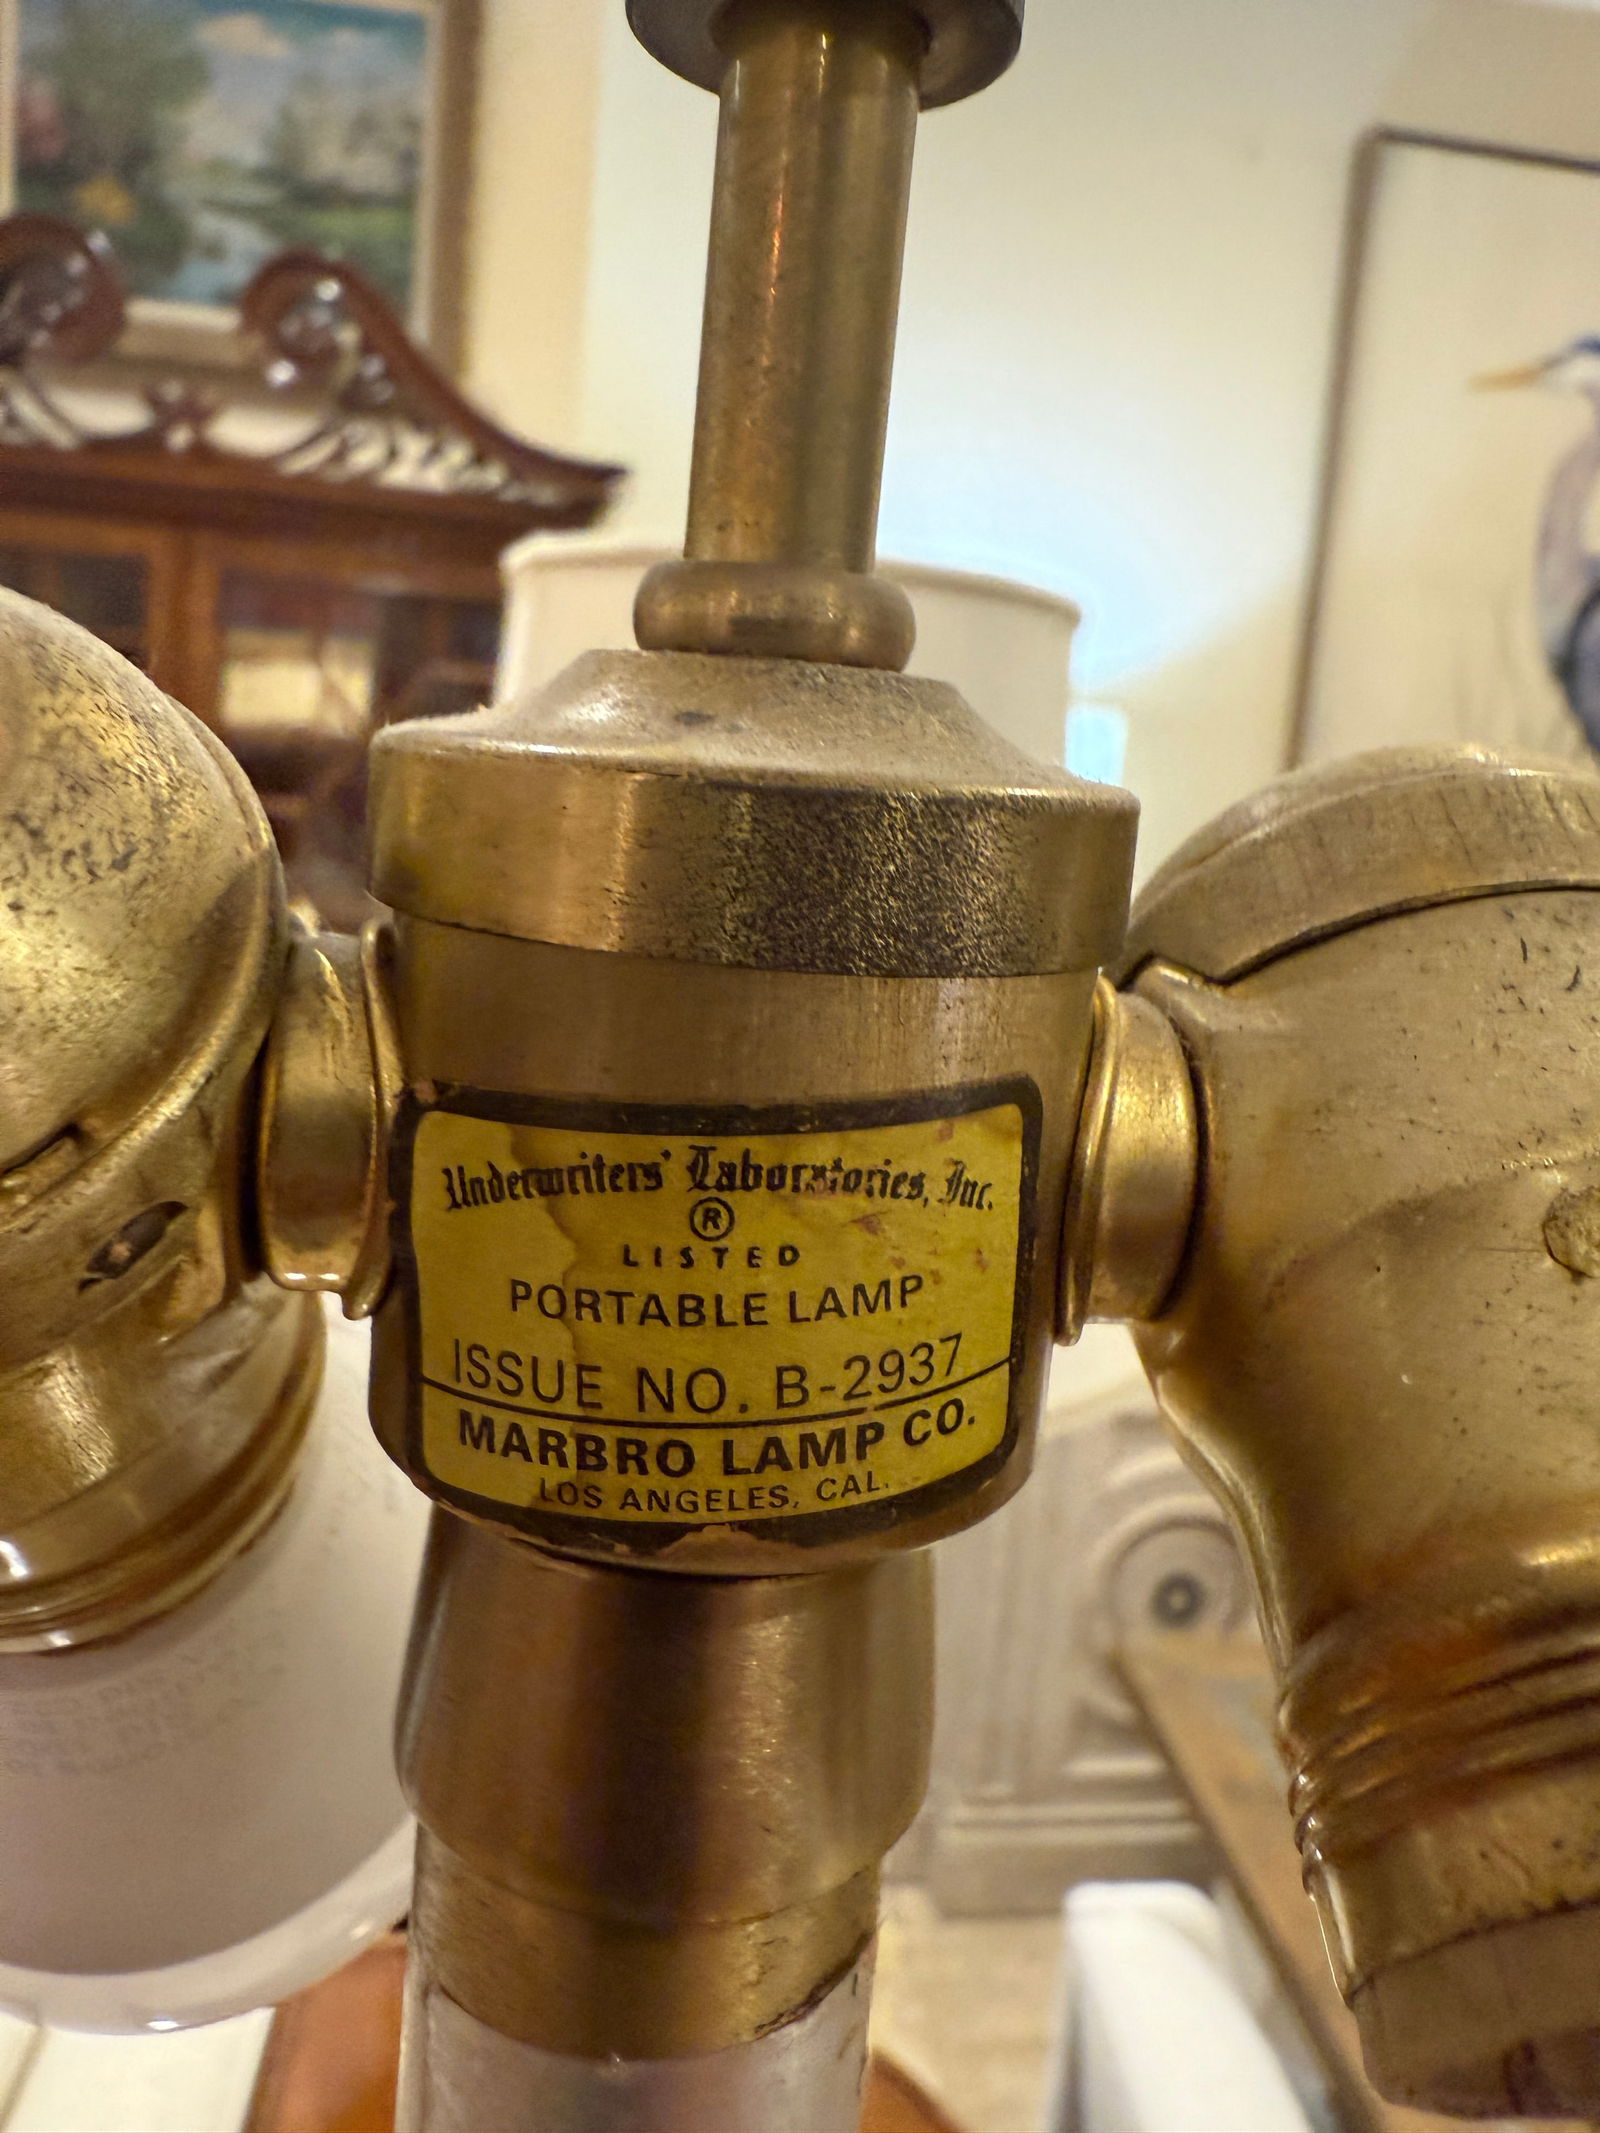 Underwriters' Laboratories, Inc.
®
LISTED
PORTABLE LAMP
ISSUE NO. B-2937
MARBRO LAMP CO.
LOS ANGELES, CAL.